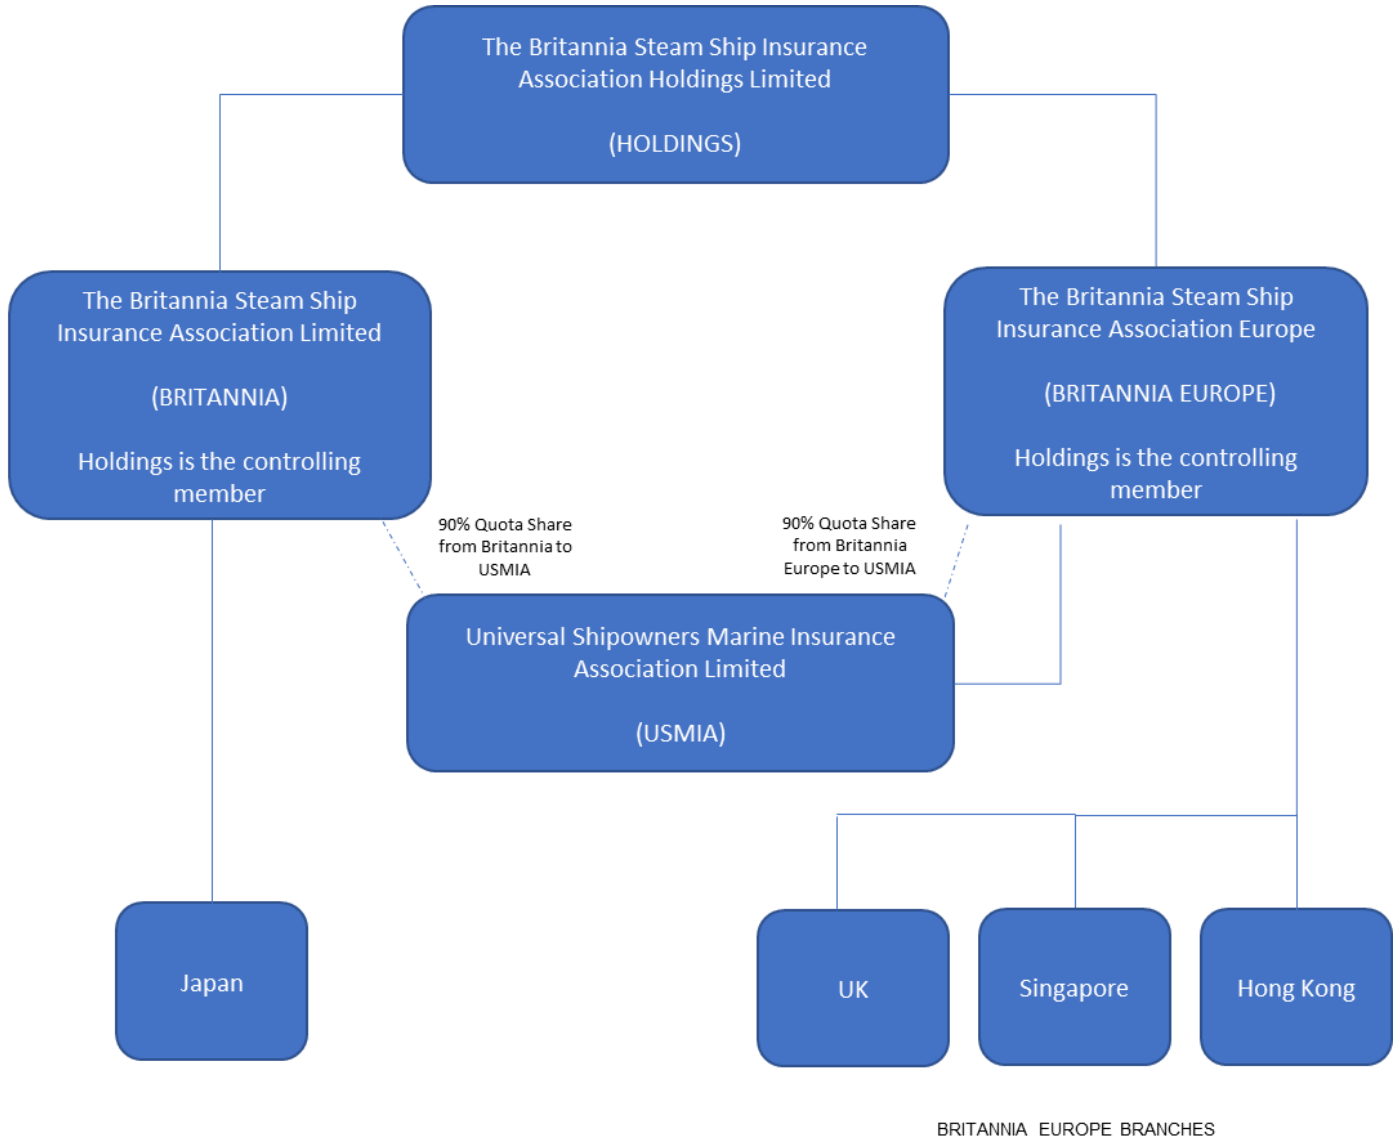 The Britannia Steam Ship Insurance
Association Holdings Limited
(HOLDINGS)
The Britannia Steam Ship
Insurance Association Limited
(BRITANNIA)
Holdings is the controlling
member
The Britannia Steam Ship
Insurance Association Europe
(BRITANNIA EUROPE)
Holdings is the controlling
member
90% Quota Share
from Britannia to
USMIA
90% Quota Share
from Britannia
Europe to USMIA
Universal Shipowners Marine Insurance
Association Limited
(USMIA)
Japan
UK
Singapore
Hong Kong
BRITANNIA EUROPE BRANCHES